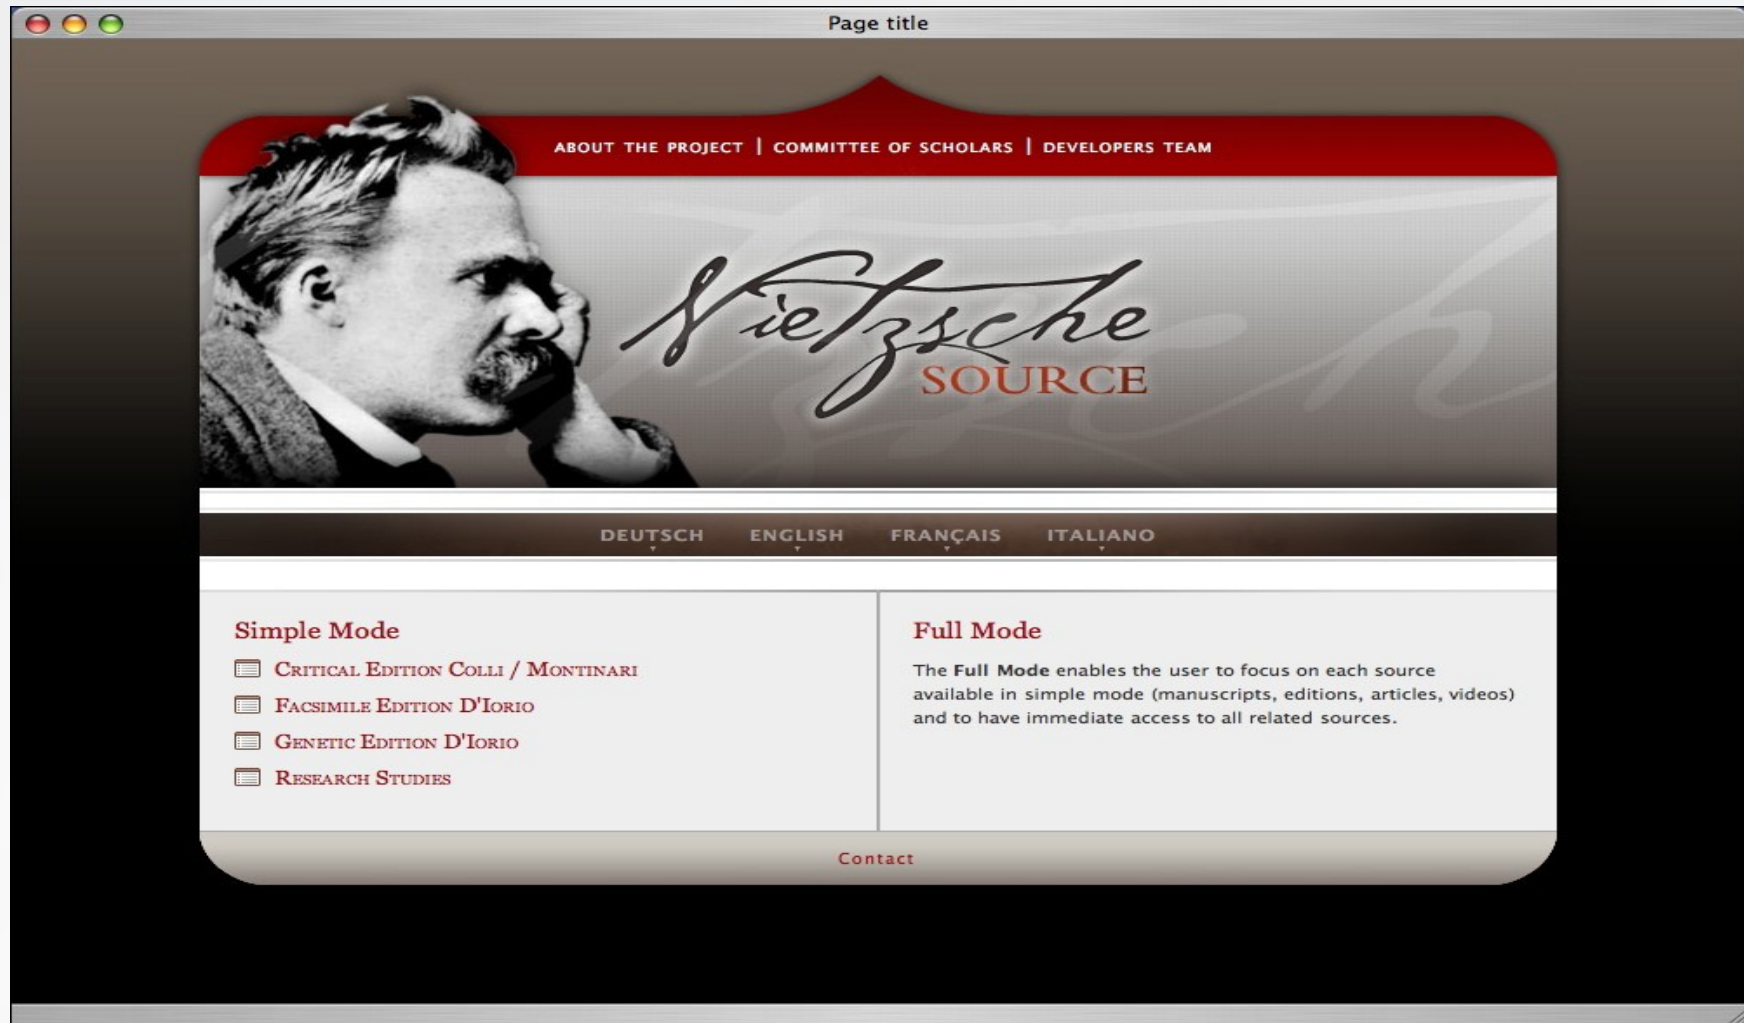 Page title
ABOUT THE PROJECT | COMMITTEE OF SCHOLARS | DEVELOPERS TEAM
Nietzsche
SOURCE
DEUTSCH ENGLISH FRANÇAIS ITALIANO
Simple Mode
CRITICAL EDITION COLLI / MONTINARI
FACSIMILE EDITION D'IORIO
GENETIC EDITION D'IORIO
RESEARCH STUDIES
Full Mode
The Full Mode enables the user to focus on each source
available in simple mode (manuscripts, editions, articles, videos)
and to have immediate access to all related sources.
Contact